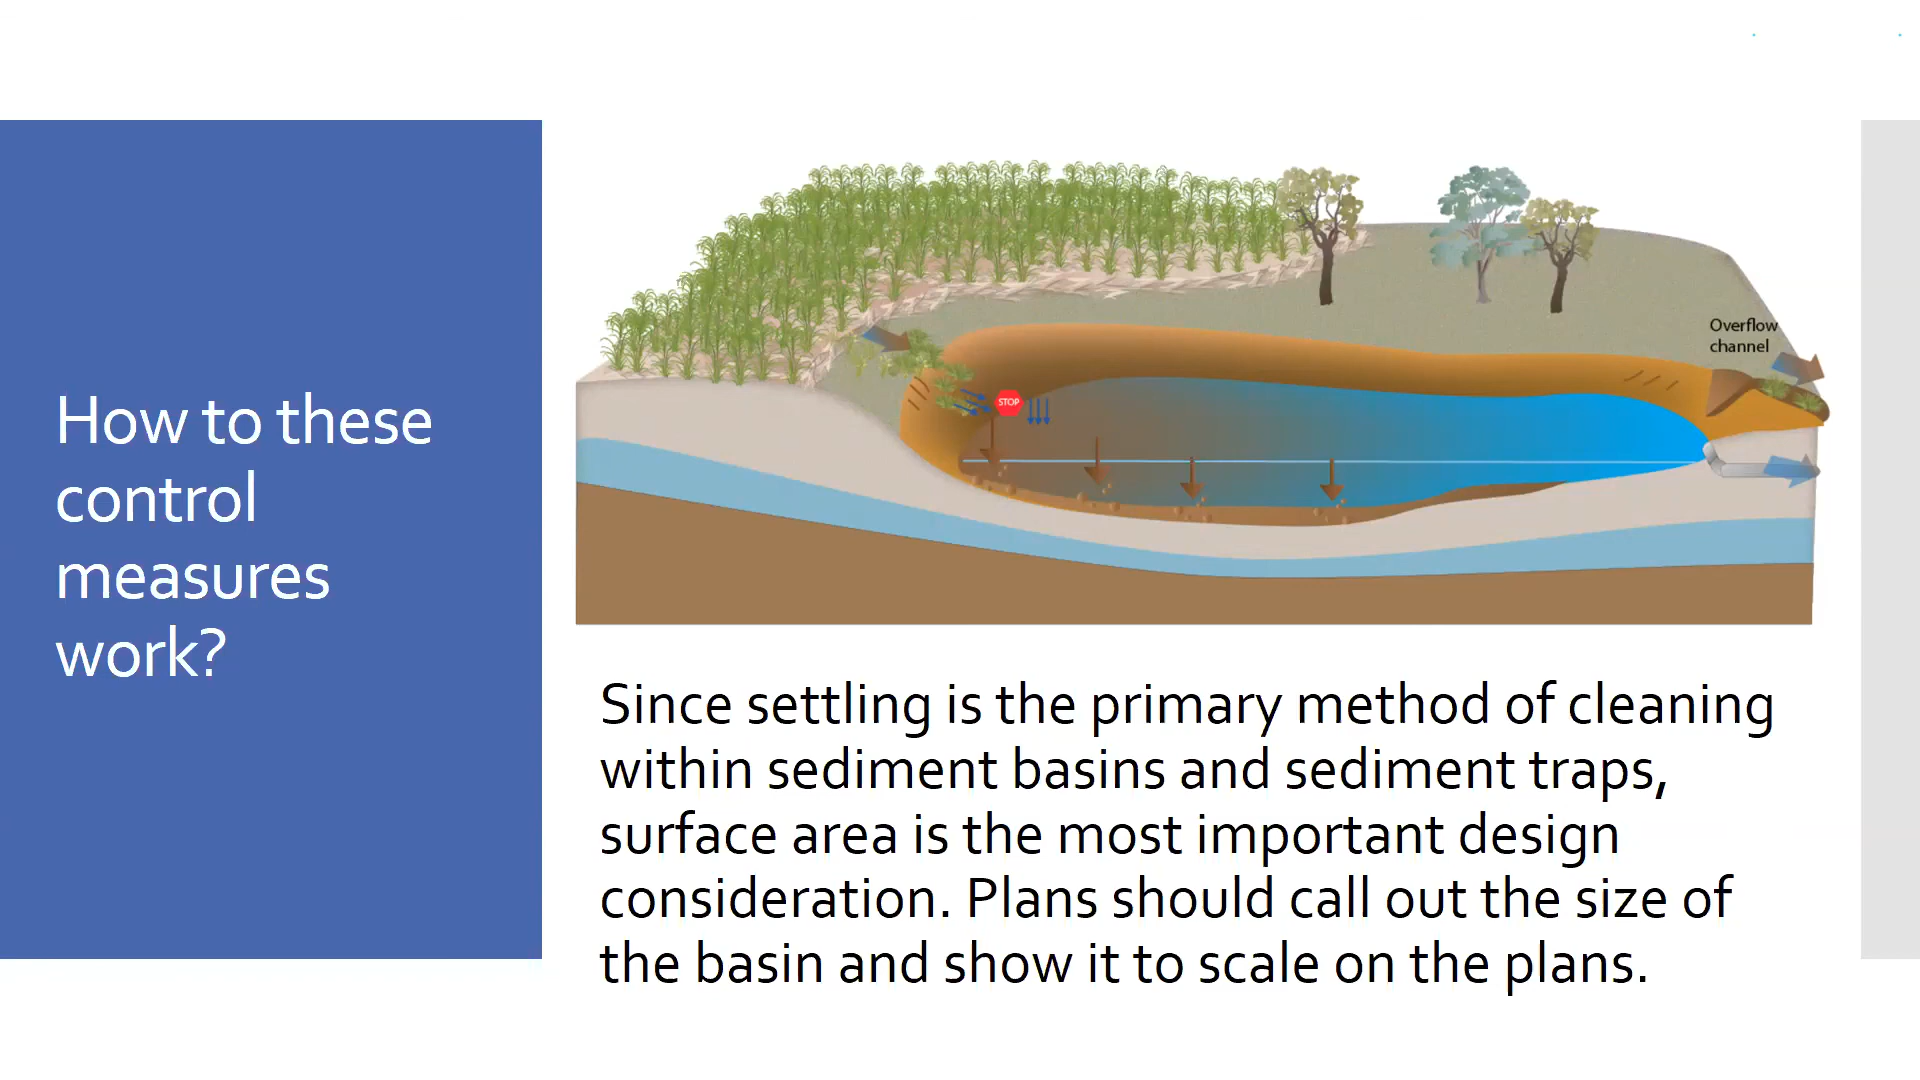 How to these
control
measures
work?
STOP
Overflow
channel
Since settling is the primary method of cleaning
within sediment basins and sediment traps,
surface area is the most important design
consideration. Plans should call out the size of
the basin and show it to scale on the plans.